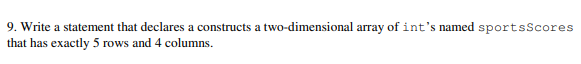 9. Write a statement that declares a constructs a two-dimensional array of int's named sportsScores
that has exactly 5 rows and 4 columns.